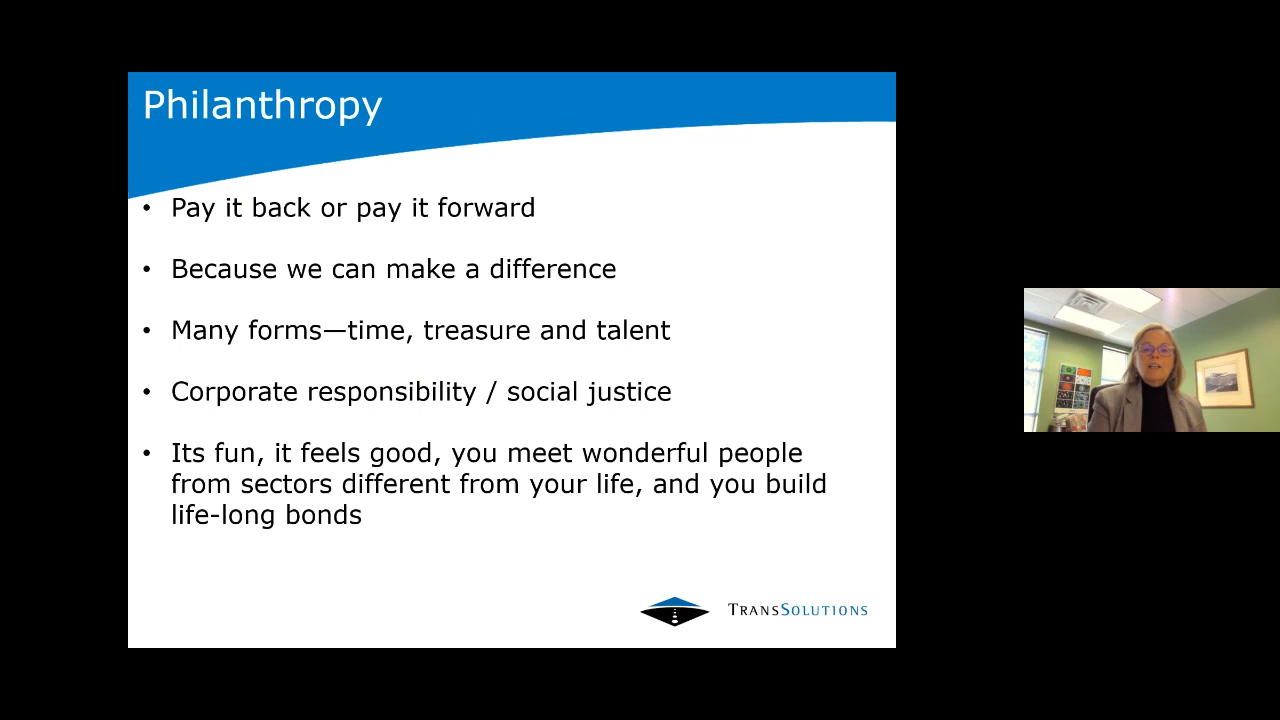 Philanthropy
• Pay it back or pay it forward
• Because we can make a difference
• Many forms—time, treasure and talent
• Corporate responsibility / social justice
• Its fun, it feels good, you meet wonderful people
from sectors different from your life, and you build
life-long bonds
TRANSSOLUTIONS